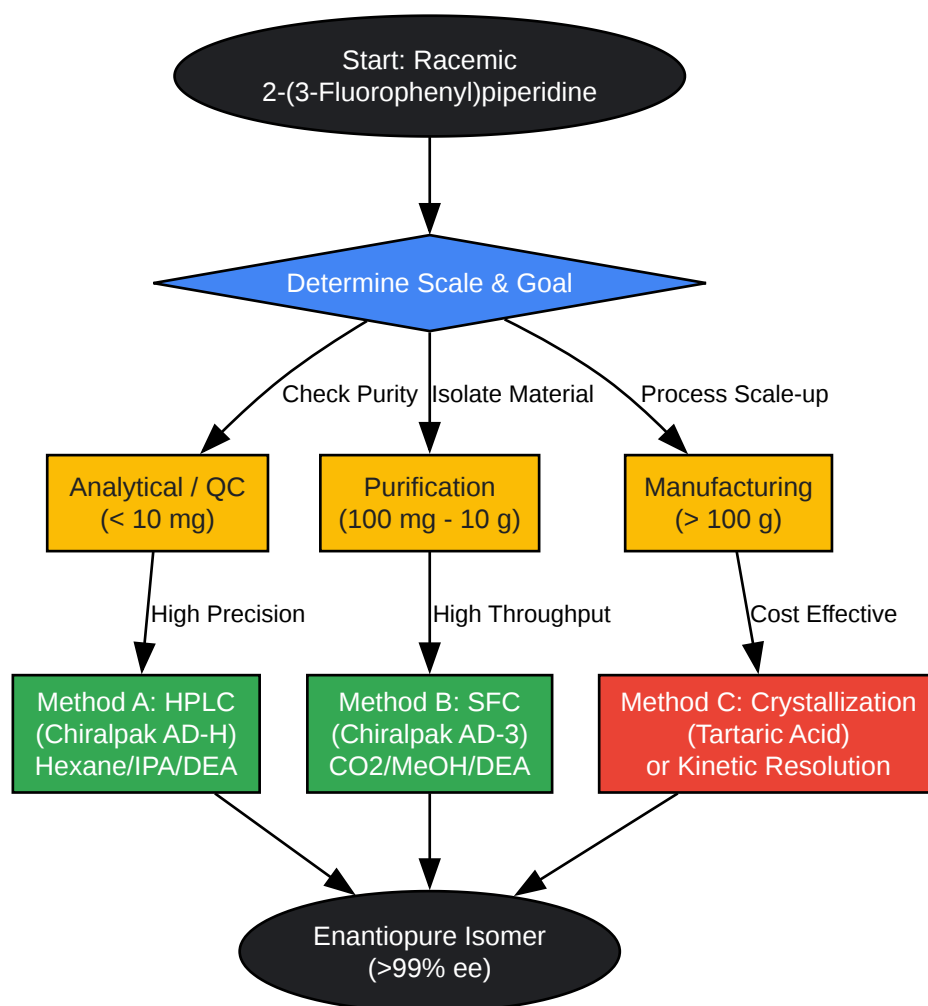 Start: Racemic
2-(3-Fluorophenyl)piperidine
Determine Scale & Goal
Check Purity
Isolate Material
Process Scale-up
Analytical / QC
(< 10 mg)
Purification
(100 mg - 10 g)
Manufacturing
(> 100 g)
High Precision
High Throughput
Cost Effective
Method A: HPLC
(Chiralpak AD-H)
Hexane/IPA/DEA
Method B: SFC
(Chiralpak AD-3)
CO2/MeOH/DEA
Method C: Crystallization
(Tartaric Acid)
or Kinetic Resolution
Enantiopure Isomer
(>99% ee)